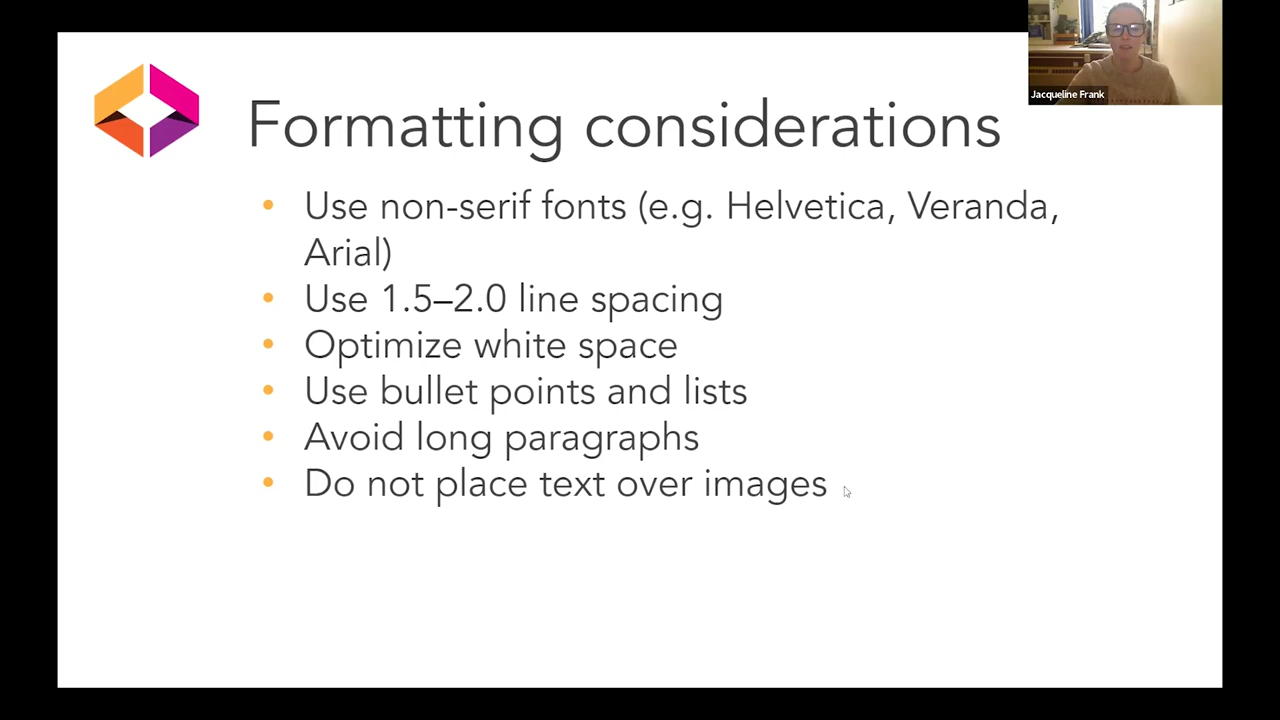 Jacqueline Frank
Formatting considerations
• Use non-serif fonts (e.g. Helvetica, Veranda,
Arial)
• Use 1.5–2.0 line spacing
• Optimize white space
• Use bullet points and lists
• Avoid long paragraphs
• Do not place text over images